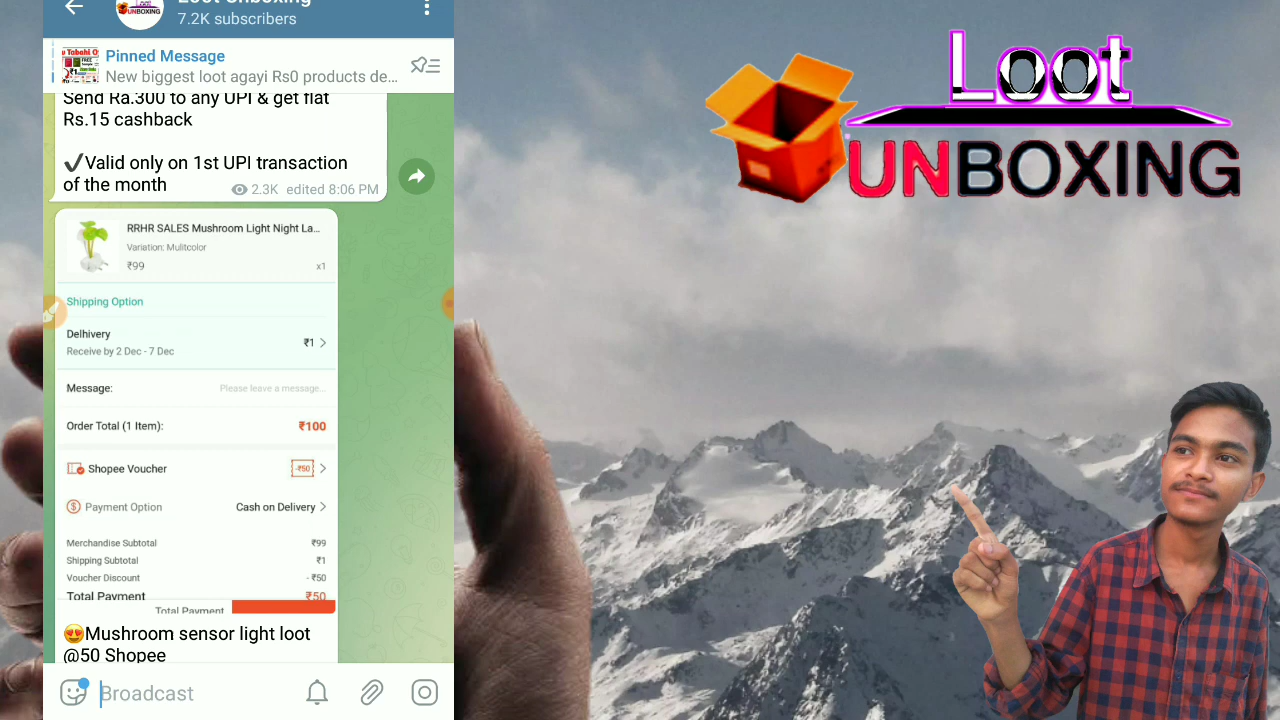 Loot Unboxing
7.2K subscribers
Pinned Message
New biggest loot agayi Rs0 products de...
Send Ra.300 to any UPI & get flat
Rs.15 cashback
✔Valid only on 1st UPI transaction
of the month
2.3K edited 8:06 PM
RRHR SALES Mushroom Light Night La...
Variation: Mulitcolor
₹99 x1
Shipping Option
Delhivery
₹1
Receive by 2 Dec - 7 Dec
Message: Please leave a message...
Order Total (1 Item): ₹100
Shopee Voucher -₹50
Payment Option Cash on Delivery
Merchandise Subtotal ₹99
Shipping Subtotal ₹1
Voucher Discount - ₹50
Total Payment ₹50
Total Payment
😍Mushroom sensor light loot
@50 Shopee
Broadcast
Loot
UNBOXING